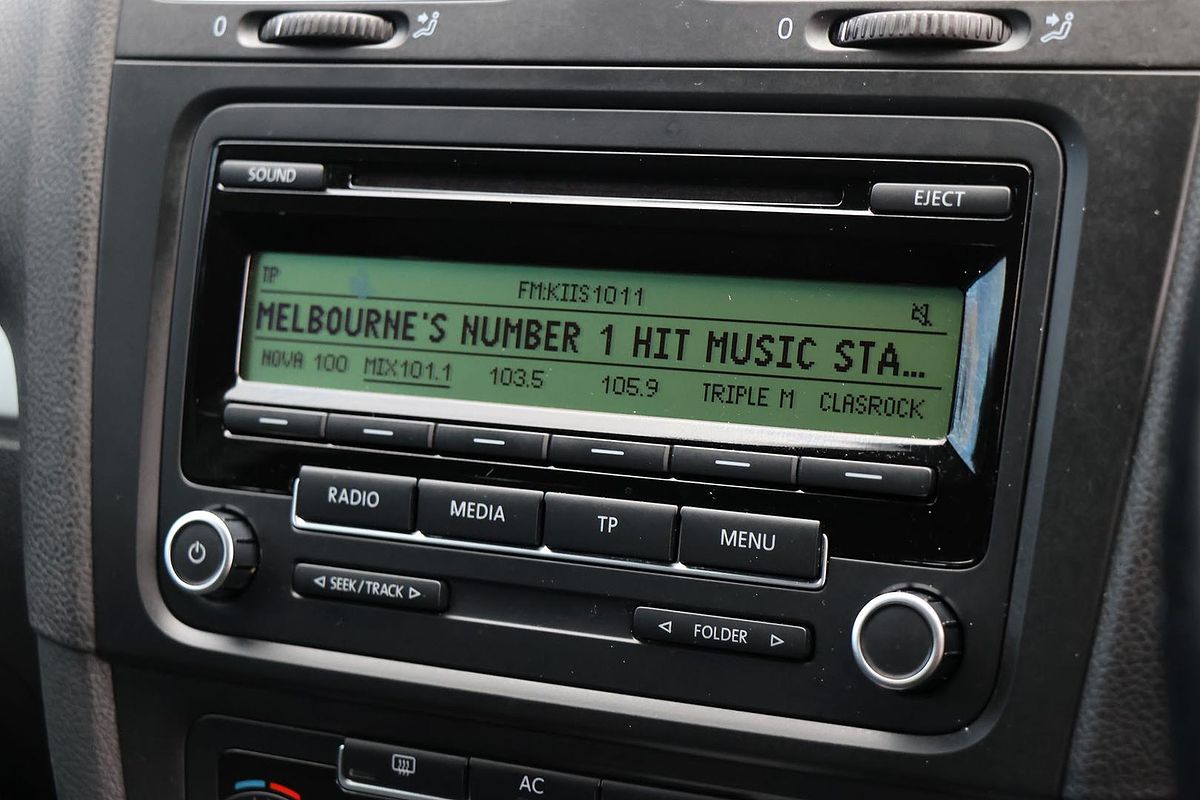 0
0
SOUND
EJECT
TP
FM:KIIS1011
MELBOURNE'S NUMBER 1 HIT MUSIC STA...
NOVA 100 MIX101.1 103.5 105.9 TRIPLE M CLASROCK
RADIO MEDIA TP MENU
SEEK/TRACK
FOLDER
AC